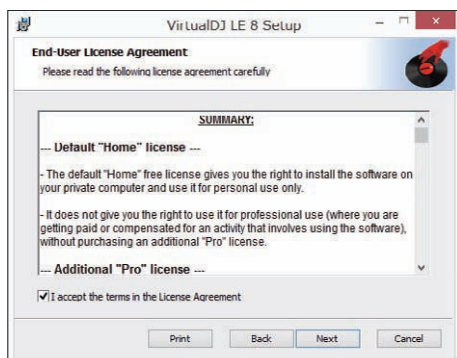 VirtualDJ LE 8 Setup
End-User License Agreement
Please read the following license agreement carefully
SUMMARY:
--- Default "Home" license ---
- The default "Home" free license gives you the right to install the software on
your private computer and use it for personal use only.
- It does not give you the right to use it for professional use (where you are
getting paid or compensated for an activity that involves using the software),
without purchasing an additional "Pro" license.
--- Additional "Pro" license ---
I accept the terms in the License Agreement
Print Back Next Cancel